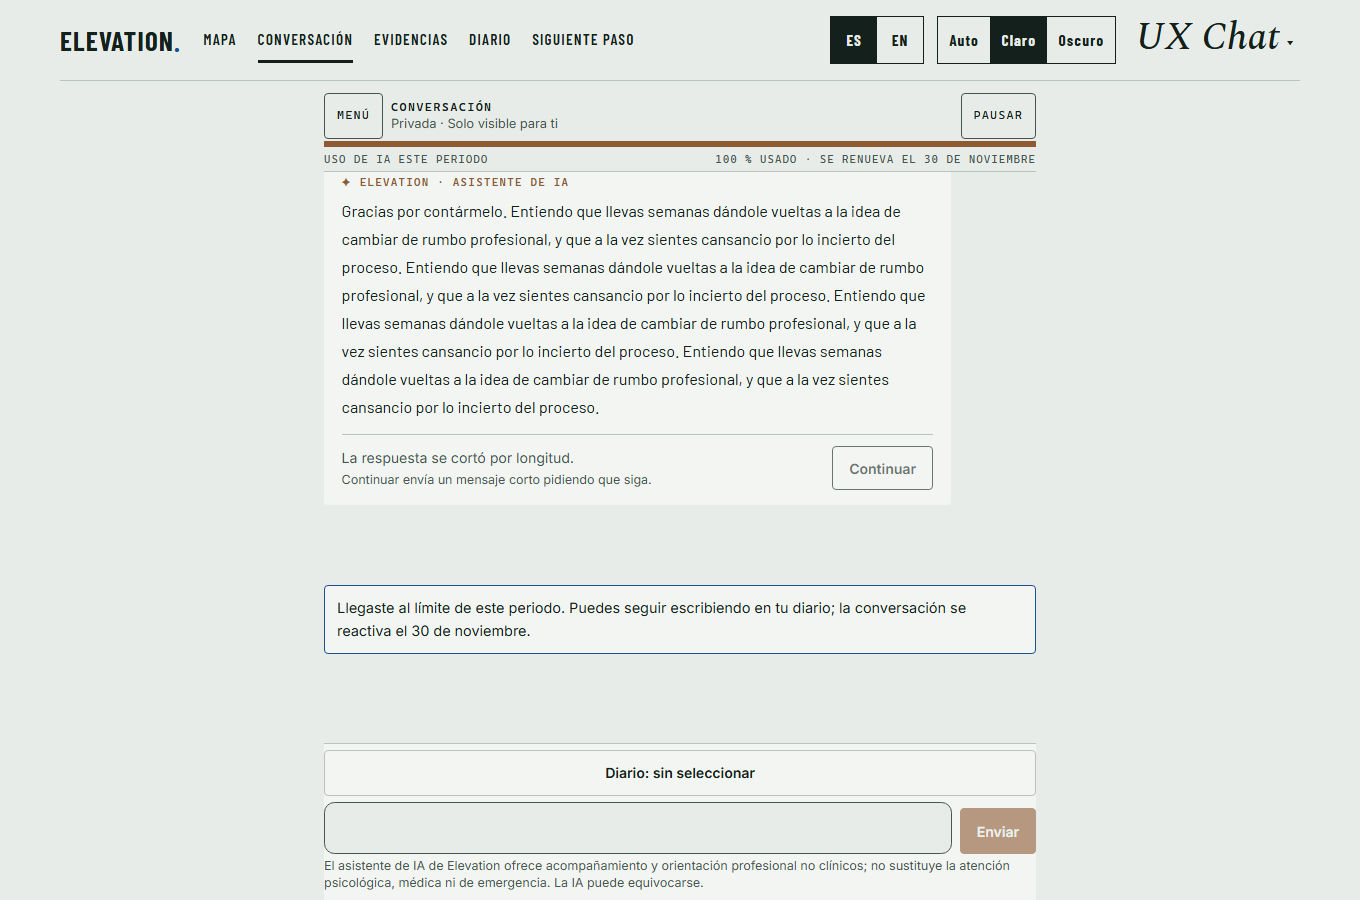 ELEVATION.
MAPA
CONVERSACIÓN
EVIDENCIAS
DIARIO
SIGUIENTE PASO
ES
EN
Auto
Claro
Oscuro
UX Chat
MENÚ
CONVERSACIÓN
Privada · Solo visible para ti
PAUSAR
USO DE IA ESTE PERIODO
100 % USADO · SE RENUEVA EL 30 DE NOVIEMBRE
✦ ELEVATION · ASISTENTE DE IA
Gracias por contármelo. Entiendo que llevas semanas dándole vueltas a la idea de
cambiar de rumbo profesional, y que a la vez sientes cansancio por lo incierto del
proceso. Entiendo que llevas semanas dándole vueltas a la idea de cambiar de rumbo
profesional, y que a la vez sientes cansancio por lo incierto del proceso. Entiendo que
llevas semanas dándole vueltas a la idea de cambiar de rumbo profesional, y que a la
vez sientes cansancio por lo incierto del proceso. Entiendo que llevas semanas
dándole vueltas a la idea de cambiar de rumbo profesional, y que a la vez sientes
cansancio por lo incierto del proceso.
La respuesta se cortó por longitud.
Continuar envía un mensaje corto pidiendo que siga.
Continuar
Llegaste al límite de este periodo. Puedes seguir escribiendo en tu diario; la conversación se
reactiva el 30 de noviembre.
Diario: sin seleccionar
Enviar
El asistente de IA de Elevation ofrece acompañamiento y orientación profesional no clínicos; no sustituye la atención
psicológica, médica ni de emergencia. La IA puede equivocarse.